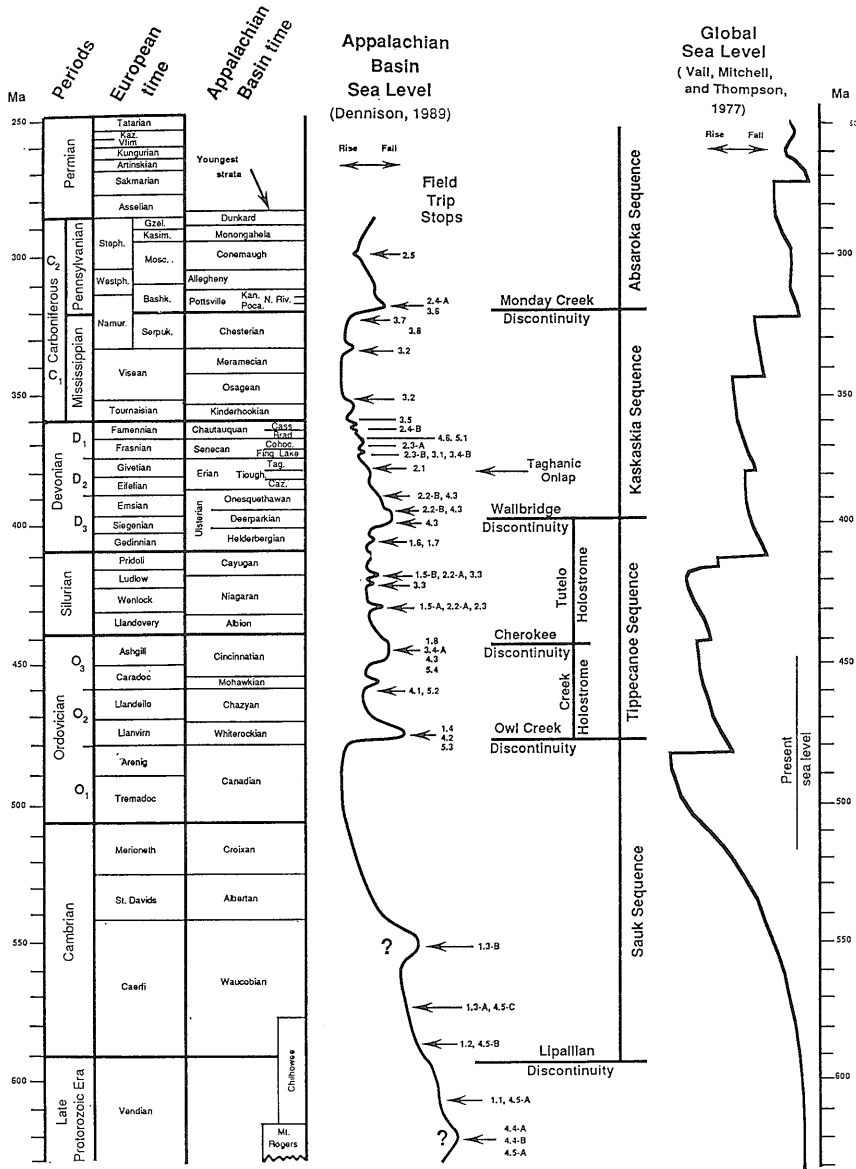 Periods
European
time
Appalachian
Basin time
Appalachian
Basin
Sea Level
(Dennison, 1989)
Global
Sea Level
( Vail, Mitchell,
and Thompson,
1977)
Ma
Ma
Rise
Fall
Rise
Fall
Field
Trip
Stops
250
300
350
400
450
500
550
600
Permian
Carboniferous
C2
C1
Pennsylvanian
Mississippian
Devonian
D1
D2
D3
Silurian
Ordovician
O3
O2
O1
Cambrian
Late
Protorozoic Era
Tatarian
Kaz.
Kungurian
Artinskian
Sakmarian
Asselian
Steph.
Westph.
Namur.
Gzel.
Kasim.
Mosc.
Bashk.
Serpuk.
Visean
Tournaisian
Famennian
Frasnian
Givetian
Eifelian
Emsian
Siegenian
Gedinnian
Pridoli
Ludlow
Wenlock
Llandovery
Ashgill
Caradoc
Llandeilo
Llanvirn
Arenig
Tremadoc
Merioneth
St. Davids
Caerfi
Vendian
Youngest
strata
Dunkard
Monongahela
Conemaugh
Allegheny
Pottsville
Kan.
N. Riv.
Poca.
Chesterian
Meramecian
Osagean
Kinderhookian
Chautauquan
Cass.
Brad.
Senecan
Cohoc.
Fing Lake
Erian
Tiough.
Tag.
Caz.
Ulsterian
Onesquethawan
Deerparkian
Helderbergian
Cayugan
Niagaran
Albion
Cincinnatian
Mohawkian
Chazyan
Whiterockian
Canadian
Croixan
Albertan
Waucobian
Chilhowee
Mt.
Rogers
2.5
2.4-A
3.6
3.7
3.8
3.2
3.2
3.5
2.4-B
4.6, 5.1
2.3-A
2.3-B, 3.1, 3.4-B
2.1
2.2-B, 4.3
2.2-B, 4.3
4.3
1.6, 1.7
1.5-B, 2.2-A, 3.3
3.3
1.5-A, 2.2-A, 2.3
1.8
3.4-A
4.3
5.4
4.1, 5.2
1.4
4.2
5.3
?
1.3-B
1.3-A, 4.5-C
1.2, 4.5-B
1.1, 4.5-A
?
4.4-A
4.4-B
4.5-A
Monday Creek
Discontinuity
Taghanic
Onlap
Wallbridge
Discontinuity
Cherokee
Discontinuity
Owl Creek
Discontinuity
Lipallian
Discontinuity
Tutelo
Holostrome
Creek
Holostrome
Absaroka Sequence
Kaskaskia Sequence
Tippecanoe Sequence
Sauk Sequence
Present
sea level
300
350
400
450
500
550
600